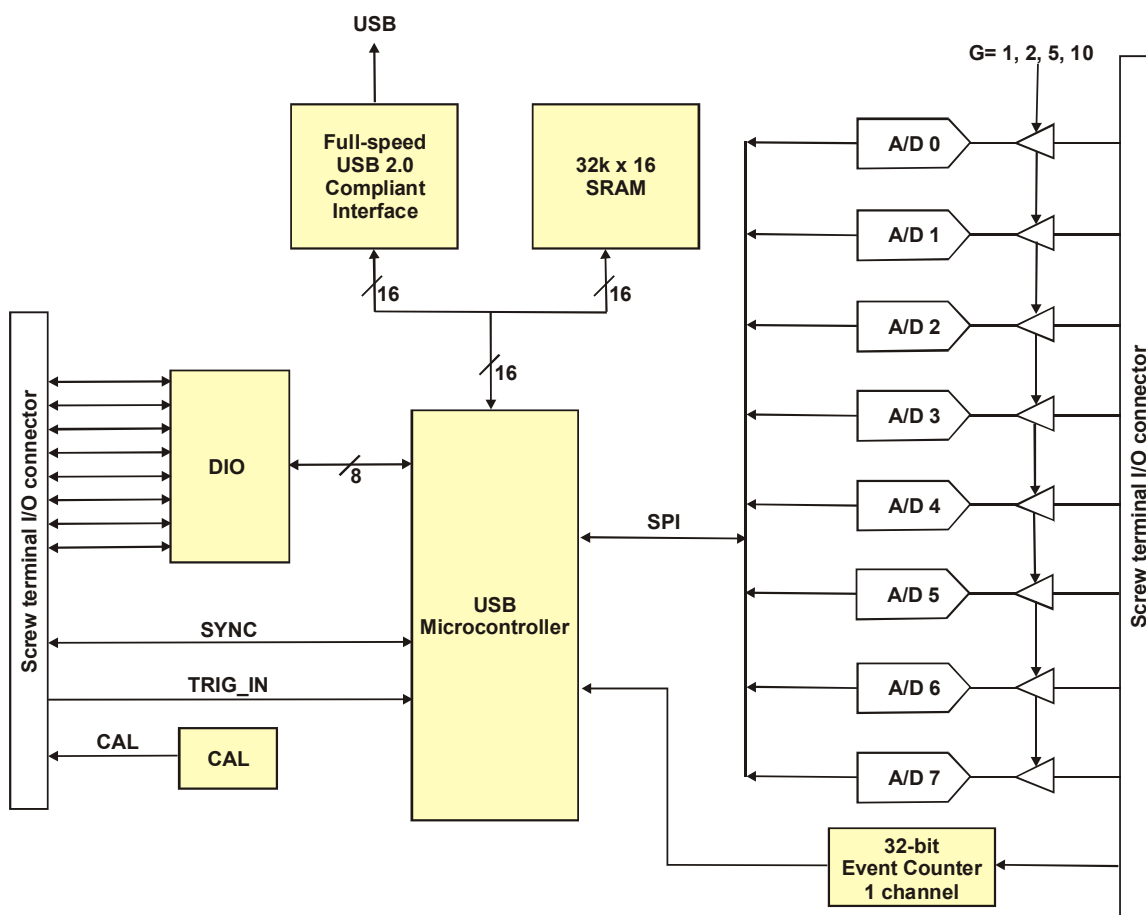 USB
G= 1, 2, 5, 10
Full-speed
USB 2.0
Compliant
Interface
32k x 16
SRAM
16
16
16
A/D 0
A/D 1
A/D 2
A/D 3
A/D 4
A/D 5
A/D 6
A/D 7
Screw terminal I/O connector
DIO
8
SPI
USB
Microcontroller
SYNC
TRIG_IN
CAL
CAL
32-bit
Event Counter
1 channel
Screw terminal I/O connector